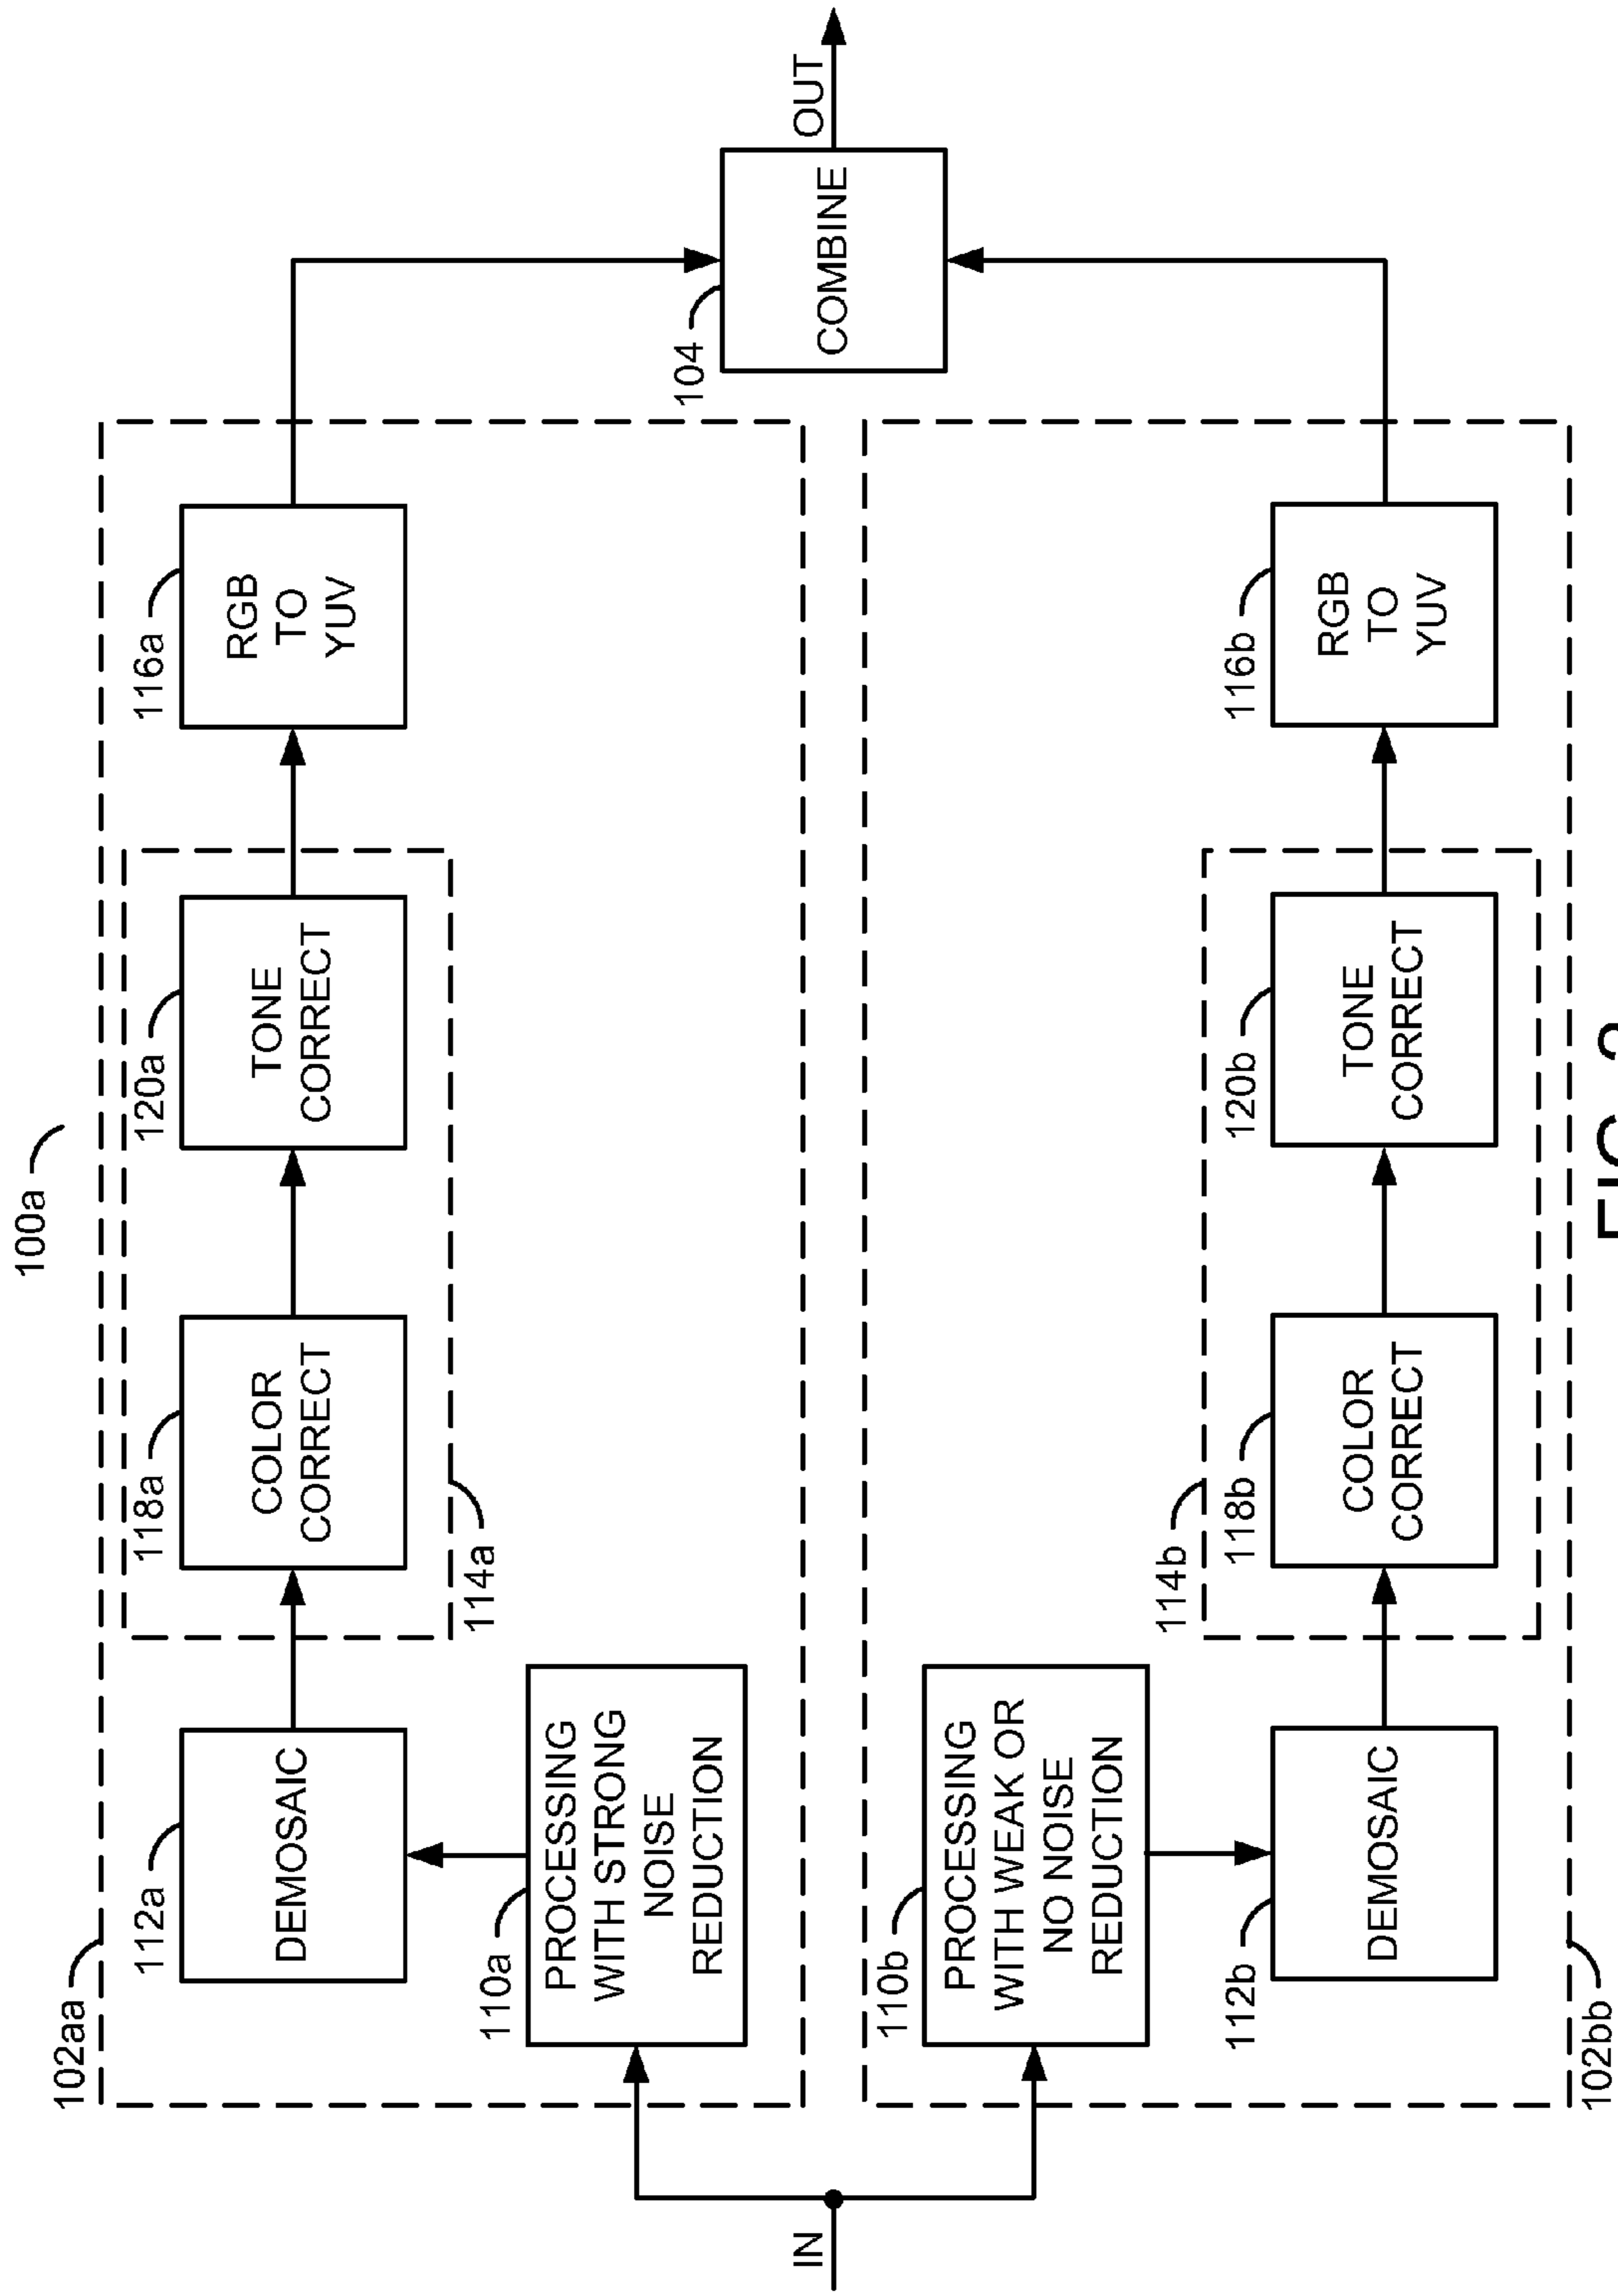 100a
102aa
112a
DEMOSAIC
118a
COLOR
CORRECT
120a
TONE
CORRECT
116a
RGB
TO
YUV
114a
110a
PROCESSING
WITH STRONG
NOISE
REDUCTION
IN
104
COMBINE
OUT
110b
PROCESSING
WITH WEAK OR
NO NOISE
REDUCTION
114b
112b
DEMOSAIC
118b
COLOR
CORRECT
120b
TONE
CORRECT
116b
RGB
TO
YUV
102bb